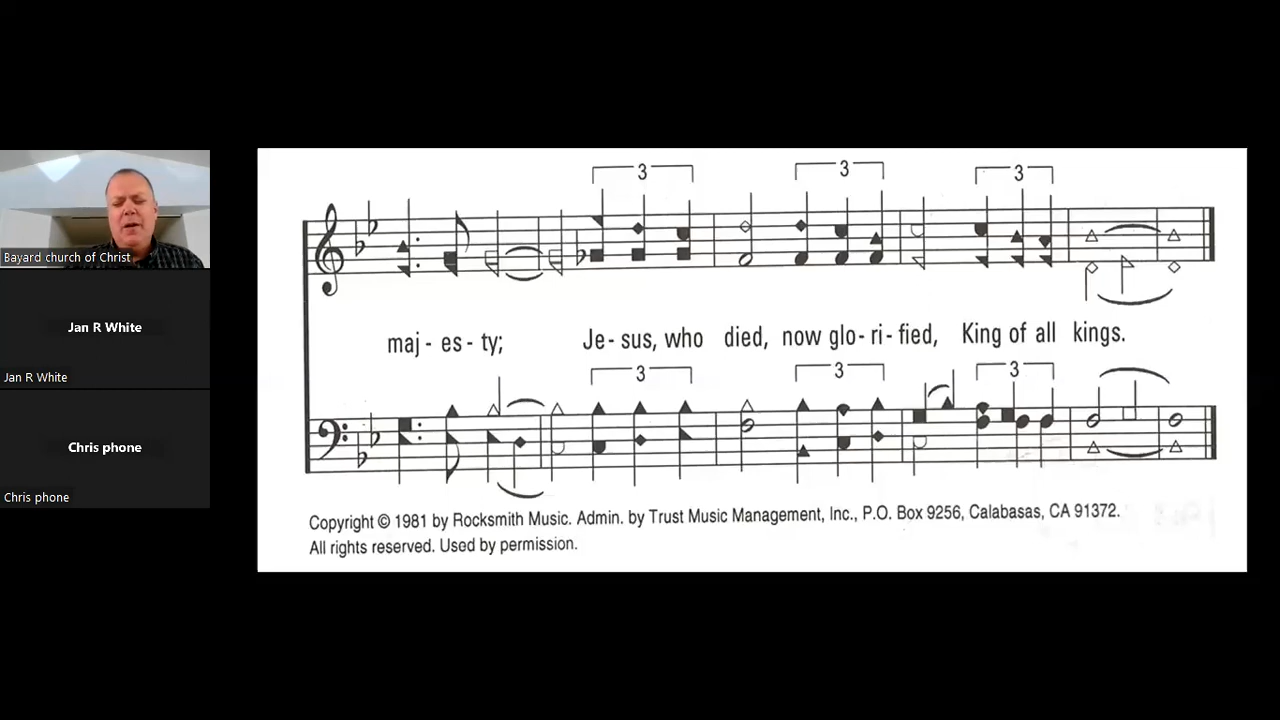 3 3 3
maj - es - ty; Je - sus, who died, now glo - ri - fied, King of all kings.
3 3 3
Copyright © 1981 by Rocksmith Music. Admin. by Trust Music Management, Inc., P.O. Box 9256, Calabasas, CA 91372.
All rights reserved. Used by permission.
Bayard church of Christ
Jan R White
Jan R White
Chris phone
Chris phone